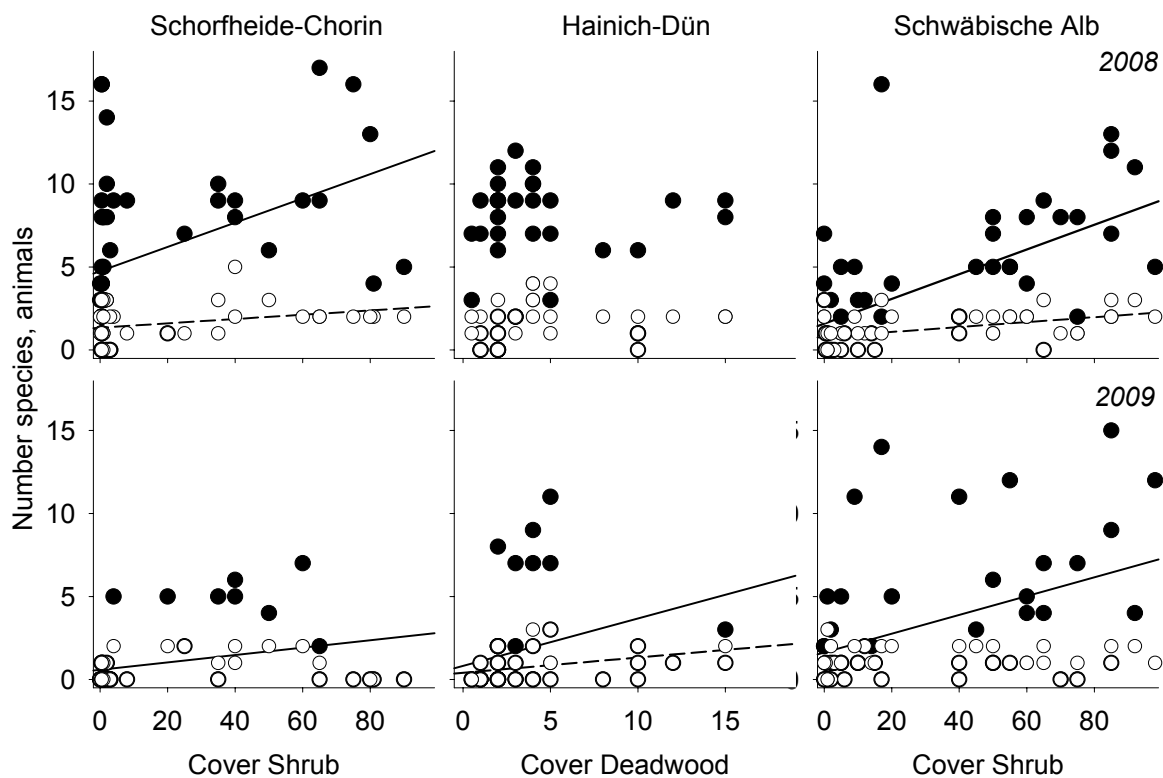 Schorfheide-Chorin Hainich-Dün Schwäbische Alb
2008
15
10
5
0
2009
15
10
5
0
Number species, animals
0 20 40 60 80 0 5 10 15 0 20 40 60 80
Cover Shrub Cover Deadwood Cover Shrub